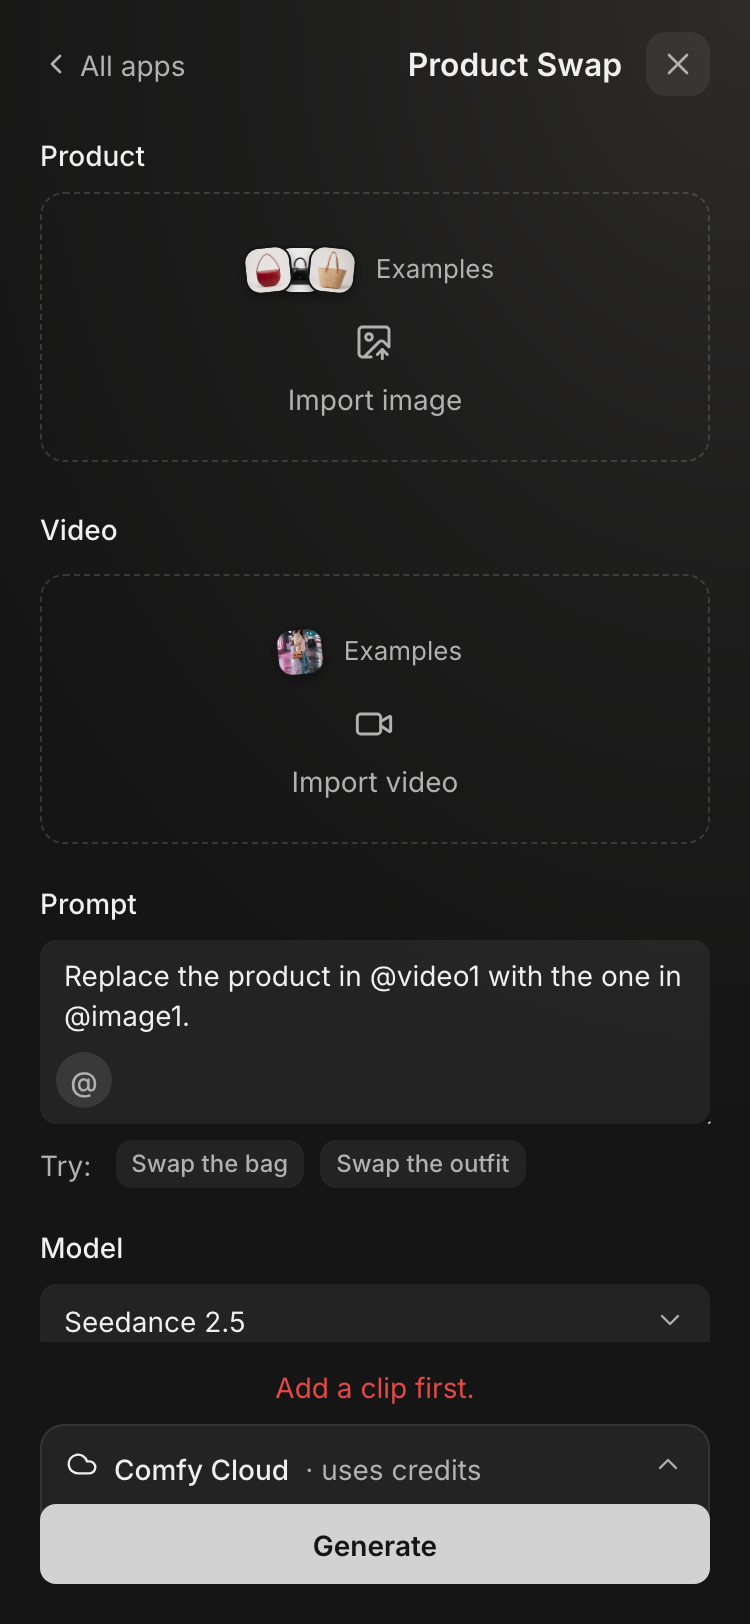 All apps
Product Swap
Product
Examples
Import image
Video
Examples
Import video
Prompt
Replace the product in @video1 with the one in
@image1.
@
Try: Swap the bag Swap the outfit
Model
Seedance 2.5
Add a clip first.
Comfy Cloud · uses credits
Generate